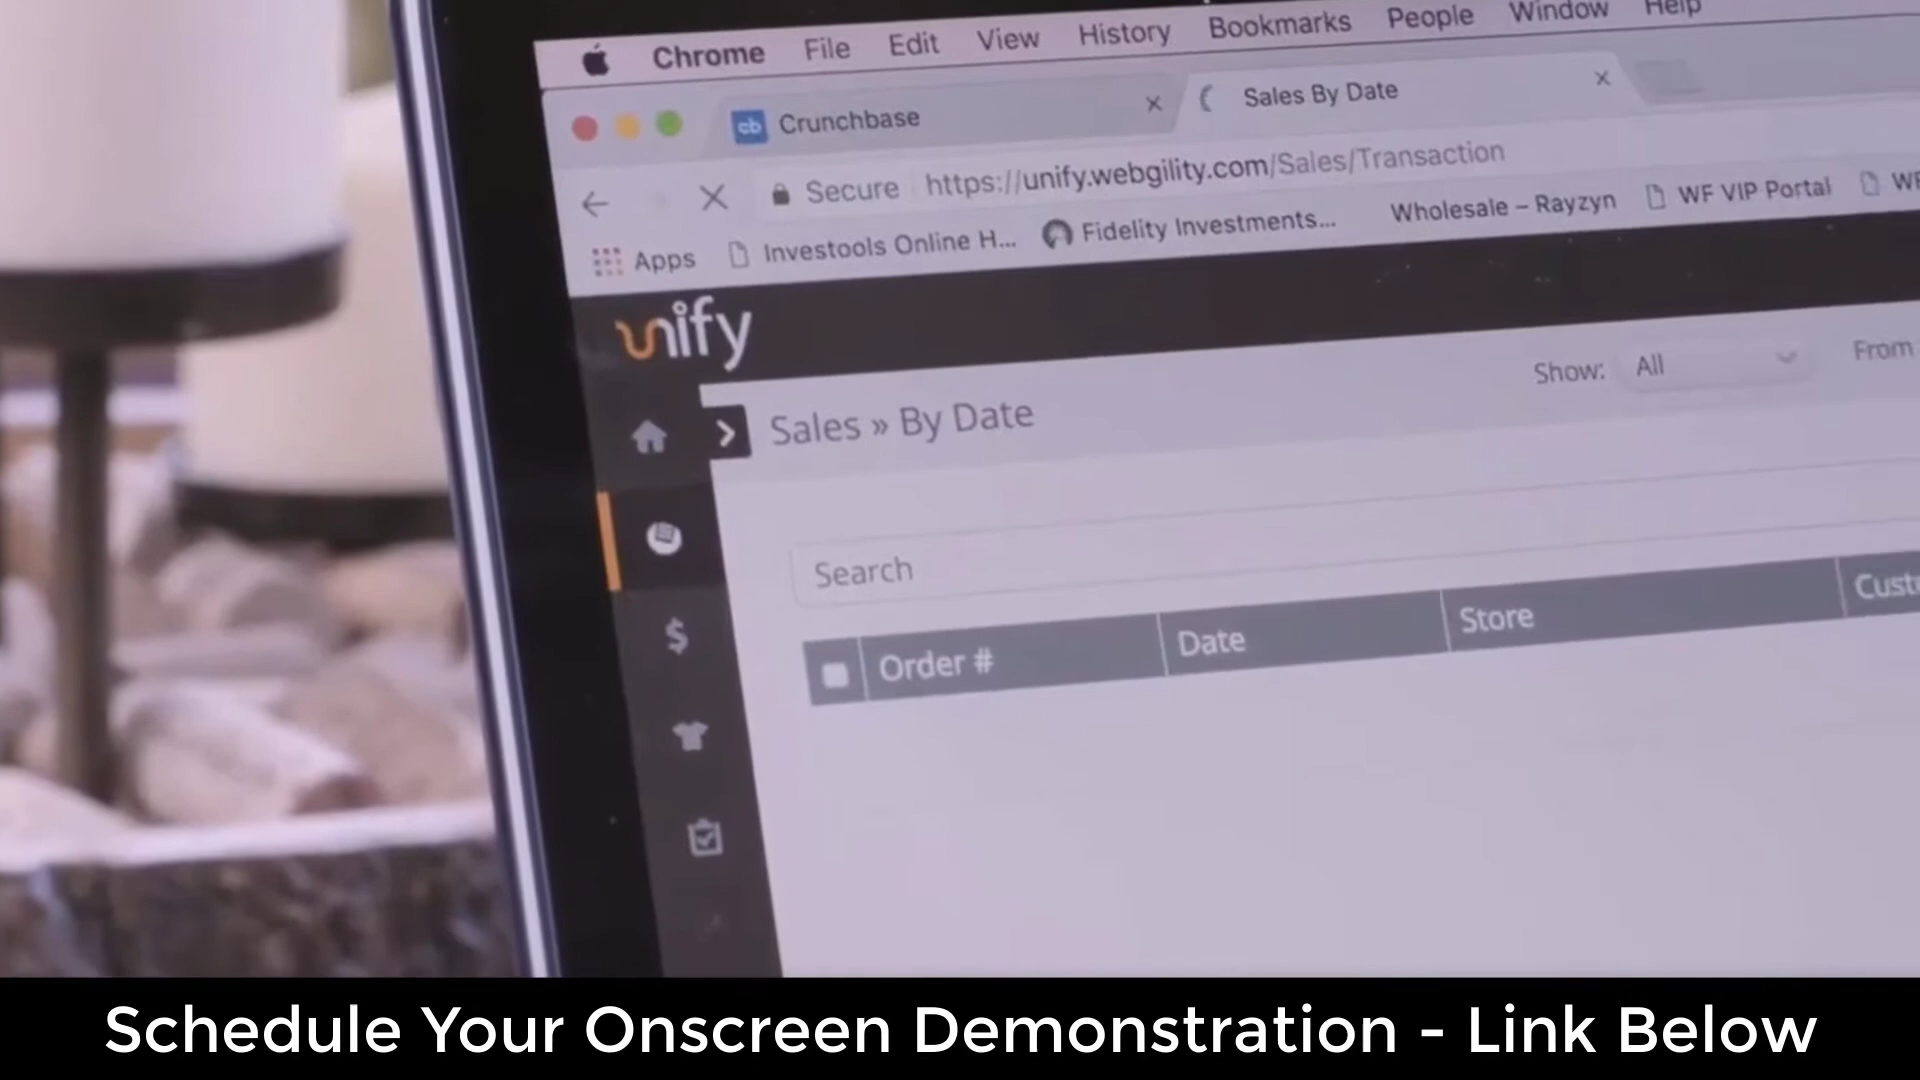 Chrome File Edit View History Bookmarks People Window Help
cb Crunchbase Sales By Date
Secure https://unify.webgility.com/Sales/Transaction
Apps Investools Online H... Fidelity Investments... Wholesale – Rayzyn WF VIP Portal
unify
Sales » By Date Show: All From
Search
Order # Date Store
Schedule Your Onscreen Demonstration - Link Below